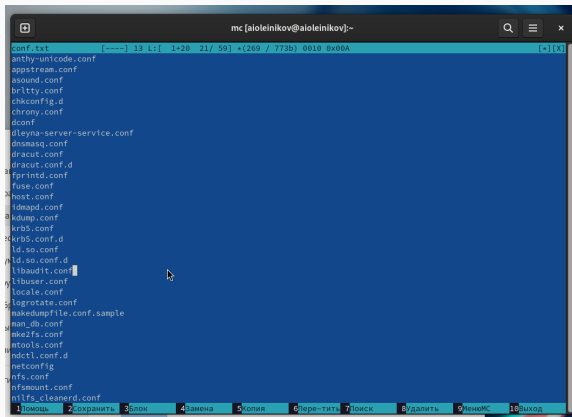 mc [aioleinikov@aioleinikov]:~
conf.txt [----] 13 L:[ 1+20 21/ 59] *(269 / 773b) 0010 0x00A [*][X]
anthy-unicode.conf
appstream.conf
asound.conf
brltty.conf
chkconfig.d
chrony.conf
dconf
dleyna-server-service.conf
dnsmasq.conf
dracut.conf
dracut.conf.d
fprintd.conf
fuse.conf
host.conf
idmapd.conf
kdump.conf
krb5.conf
krb5.conf.d
ld.so.conf
ld.so.conf.d
libaudit.conf
libuser.conf
locale.conf
logrotate.conf
makedumpfile.conf.sample
man_db.conf
mke2fs.conf
mtools.conf
ndctl.conf.d
netconfig
nfs.conf
nfsmount.conf
nilfs_cleanerd.conf
1Помощь 2Сохранить 3Блок 4Замена 5Копия 6Пере~тить 7Поиск 8Удалить 9МенюMC 10Выход